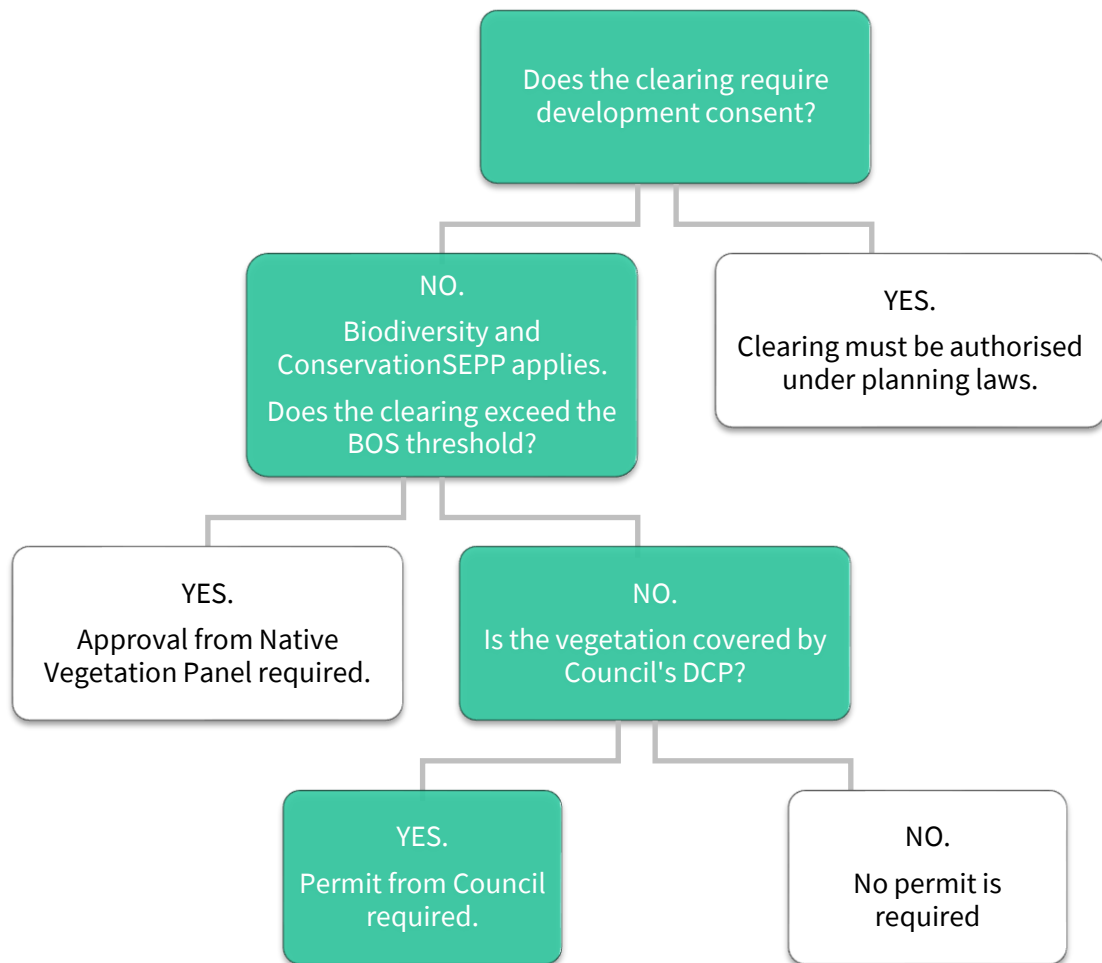 Does the clearing require
development consent?
NO.
Biodiversity and
ConservationSEPP applies.
Does the clearing exceed the
BOS threshold?
YES.
Clearing must be authorised
under planning laws.
YES.
Approval from Native
Vegetation Panel required.
NO.
Is the vegetation covered by
Council's DCP?
YES.
Permit from Council
required.
NO.
No permit is
required